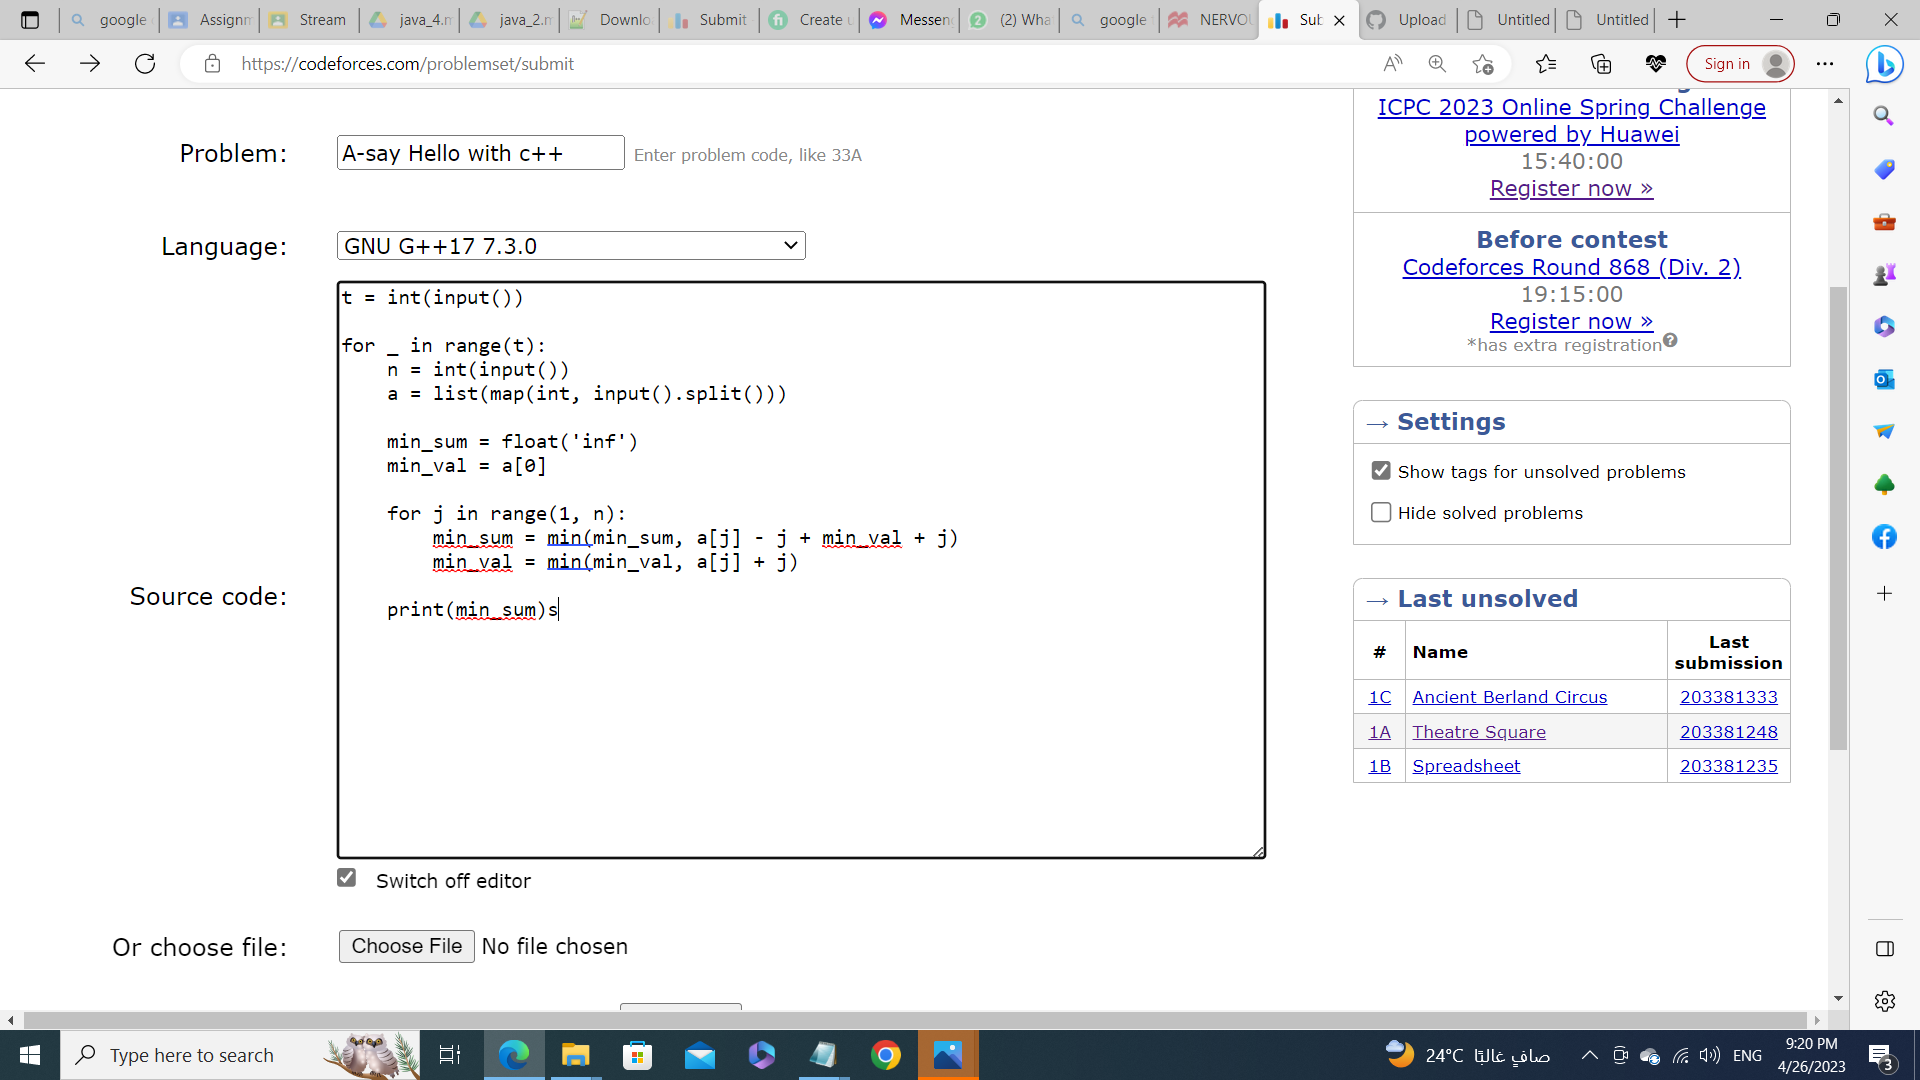 google
Assignm
Stream
java_4.m
java_2.m
Downlo
Submit
Create u
Messen
(2) Wha
google
NERVOU
Sub
Upload
Untitled
Untitled
https://codeforces.com/problemset/submit
Sign in
Problem:
A-say Hello with c++
Enter problem code, like 33A
Language:
GNU G++17 7.3.0
Source code:
t = int(input())
for _ in range(t):
    n = int(input())
    a = list(map(int, input().split()))
    min_sum = float('inf')
    min_val = a[0]
    for j in range(1, n):
        min_sum = min(min_sum, a[j] - j + min_val + j)
        min_val = min(min_val, a[j] + j)
    print(min_sum)s
Switch off editor
Or choose file:
Choose File No file chosen
ICPC 2023 Online Spring Challenge
powered by Huawei
15:40:00
Register now »
Before contest
Codeforces Round 868 (Div. 2)
19:15:00
Register now »
*has extra registration
→ Settings
Show tags for unsolved problems
Hide solved problems
→ Last unsolved
# Name Last submission
1C Ancient Berland Circus 203381333
1A Theatre Square 203381248
1B Spreadsheet 203381235
Type here to search
24°C صافٍ غالبًا
ENG
9:20 PM
4/26/2023
3